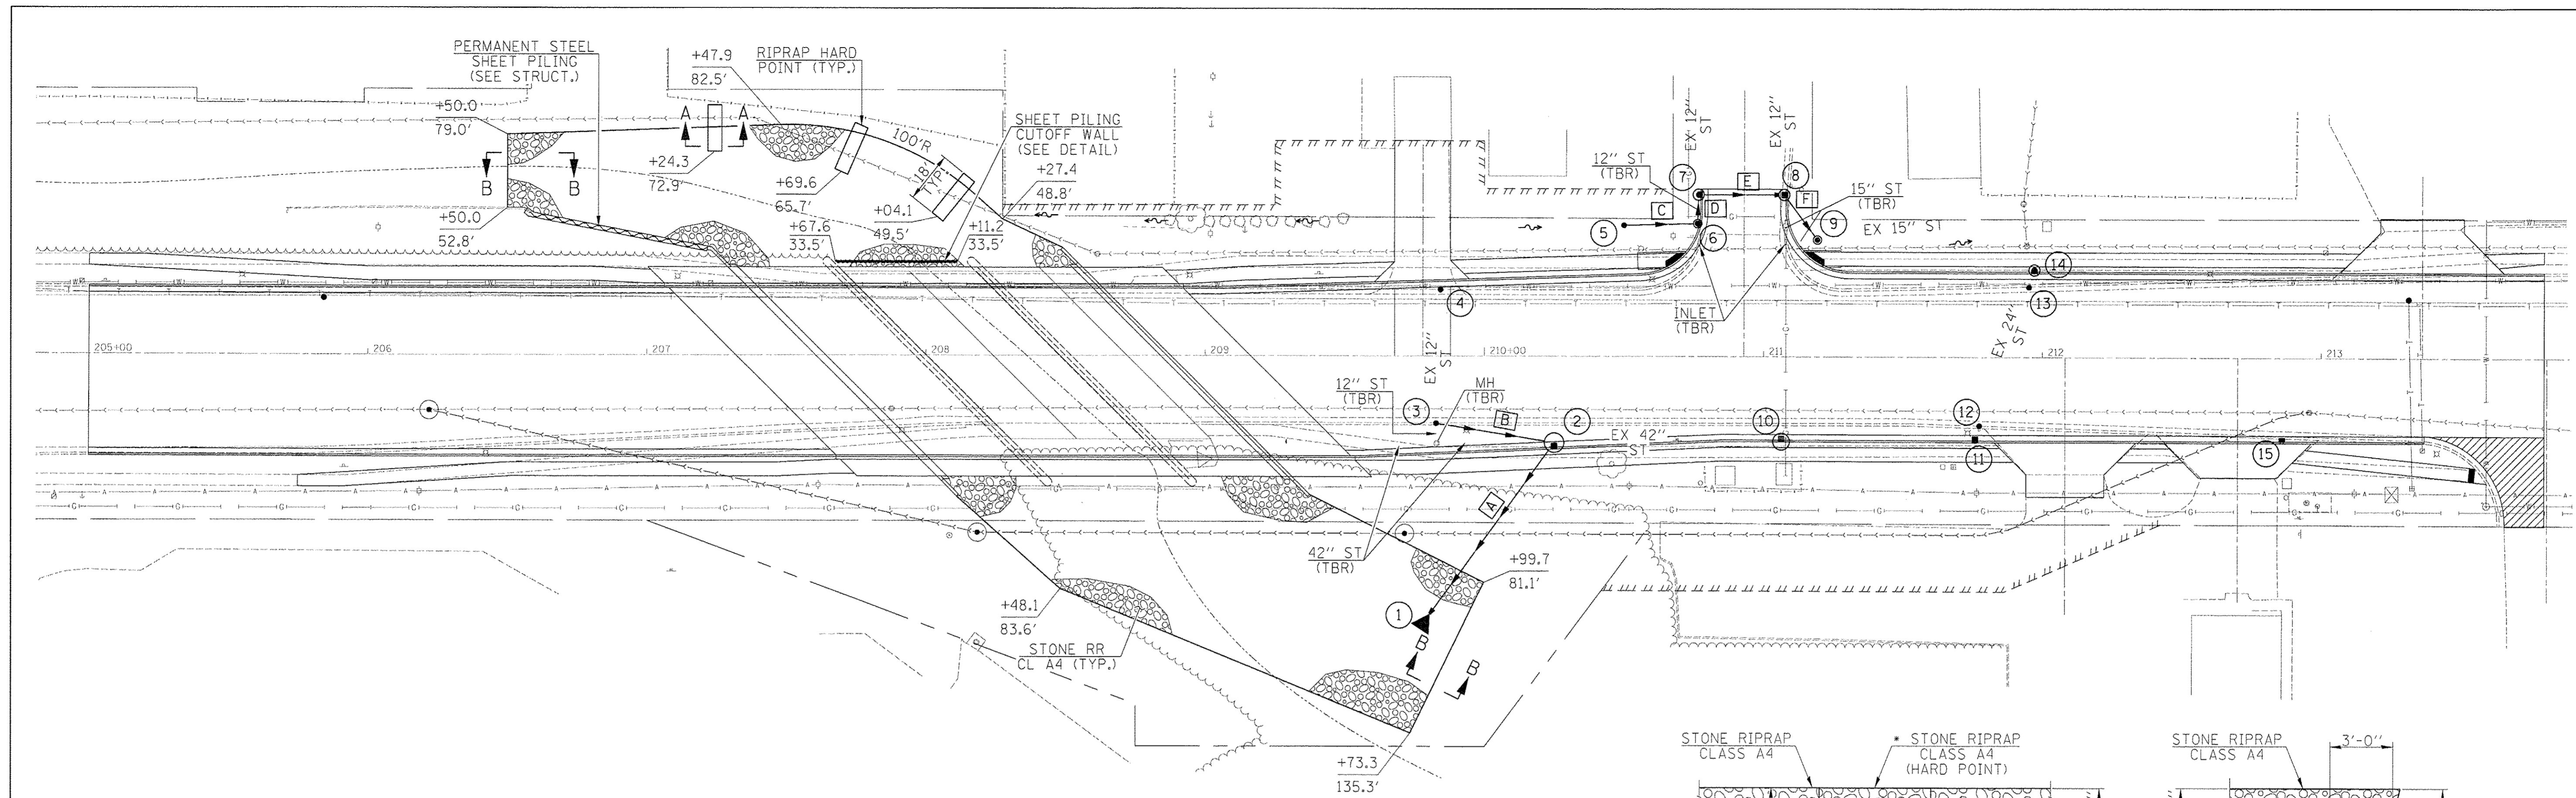 PERMANENT STEEL
SHEET PILING
(SEE STRUCT.)
+47.9
82.5'
RIPRAP HARD
POINT (TYP.)
+50.0
79.0'
A
A
B
B
+24.3
72.9'
100'R
18'
TYP.
SHEET PILING
CUTOFF WALL
(SEE DETAIL)
+27.4
48.8'
+69.6
65.7'
+04.1
49.5'
+50.0
52.8'
+67.6
33.5'
+11.2
33.5'
EX 12"
ST
EX 12"
ST
12" ST
(TBR)
7
E
8
F
15" ST
(TBR)
C
D
5
6
9
EX 15" ST
4
INLET
(TBR)
14
13
EX 12"
ST
EX 24"
ST
205+00
206
207
208
209
210+00
211
212
213
12" ST
(TBR)
MH
(TBR)
3
B
2
10
12
EX 42"
ST
11
15
A
42" ST
(TBR)
+99.7
81.1'
1
+48.1
83.6'
STONE RR
CL A4 (TYP.)
B
B
+73.3
135.3'
STONE RIPRAP
CLASS A4
* STONE RIPRAP
CLASS A4
(HARD POINT)
STONE RIPRAP
CLASS A4
3'-0"